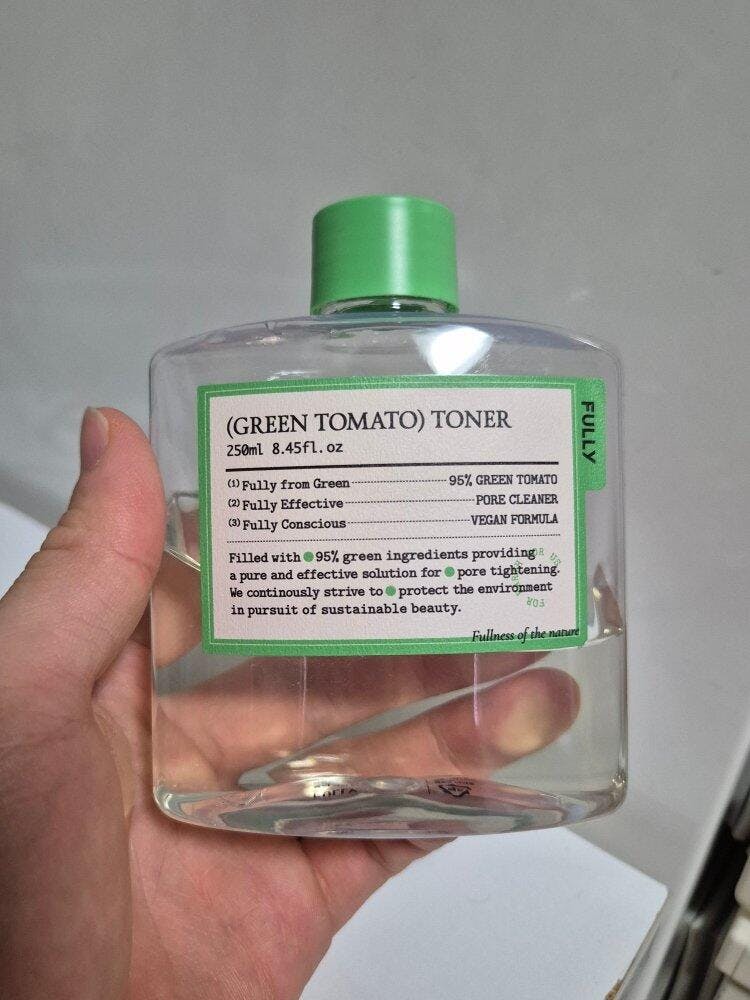 (GREEN TOMATO) TONER
250ml 8.45fl.oz
FULLY
(1) Fully from Green 95% GREEN TOMATO
(2) Fully Effective PORE CLEANER
(3) Fully Conscious VEGAN FORMULA
Filled with 95% green ingredients providing
a pure and effective solution for pore tightening.
We continously strive to protect the environment
in pursuit of sustainable beauty.
Fullness of the nature